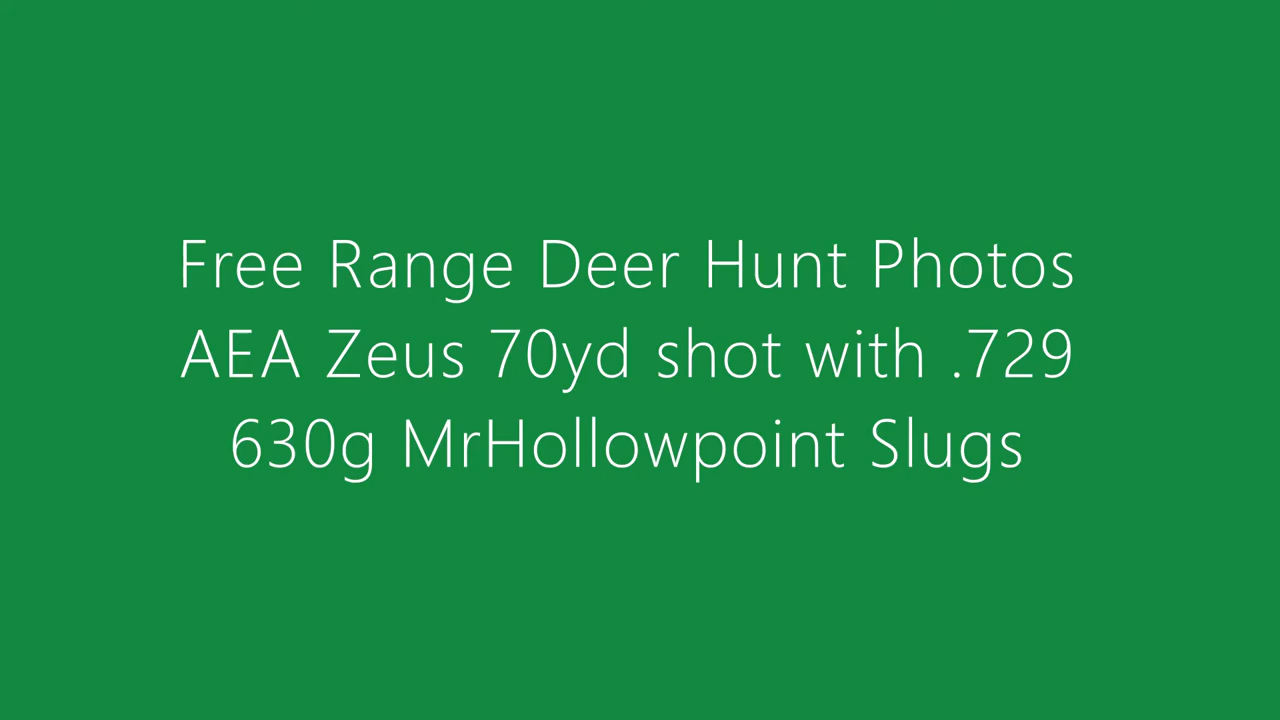 Free Range Deer Hunt Photos
AEA Zeus 70yd shot with .729
630g MrHollowpoint Slugs